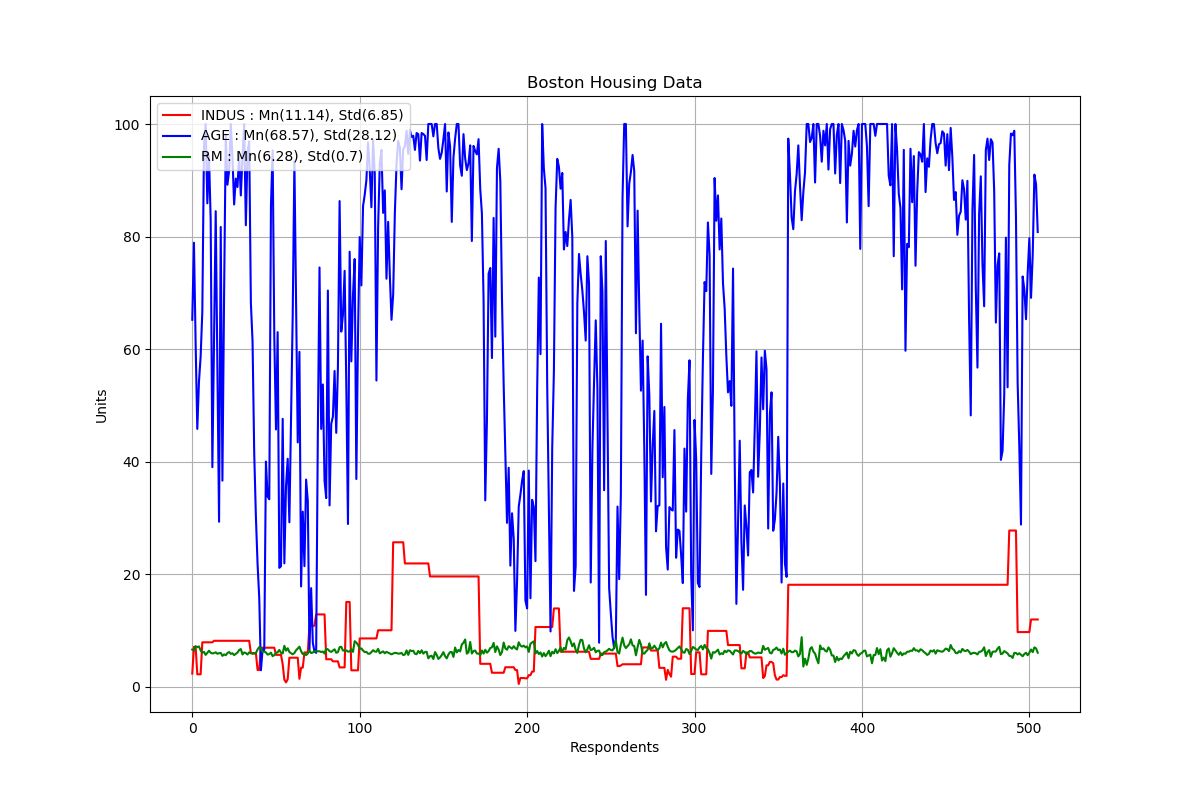 Boston Housing Data
INDUS : Mn(11.14), Std(6.85)
AGE : Mn(68.57), Std(28.12)
RM : Mn(6.28), Std(0.7)
100
80
60
40
20
0
Units
0 100 200 300 400 500
Respondents